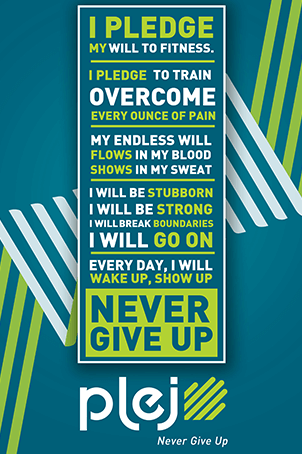 I PLEDGE
MY WILL TO FITNESS.
I PLEDGE TO TRAIN
OVERCOME
EVERY OUNCE OF PAIN
MY ENDLESS WILL
FLOWS IN MY BLOOD
SHOWS IN MY SWEAT
I WILL BE STUBBORN
I WILL BE STRONG
I WILL BREAK BOUNDARIES
I WILL GO ON
EVERY DAY, I WILL
WAKE UP, SHOW UP
NEVER
GIVE UP
plej
Never Give Up